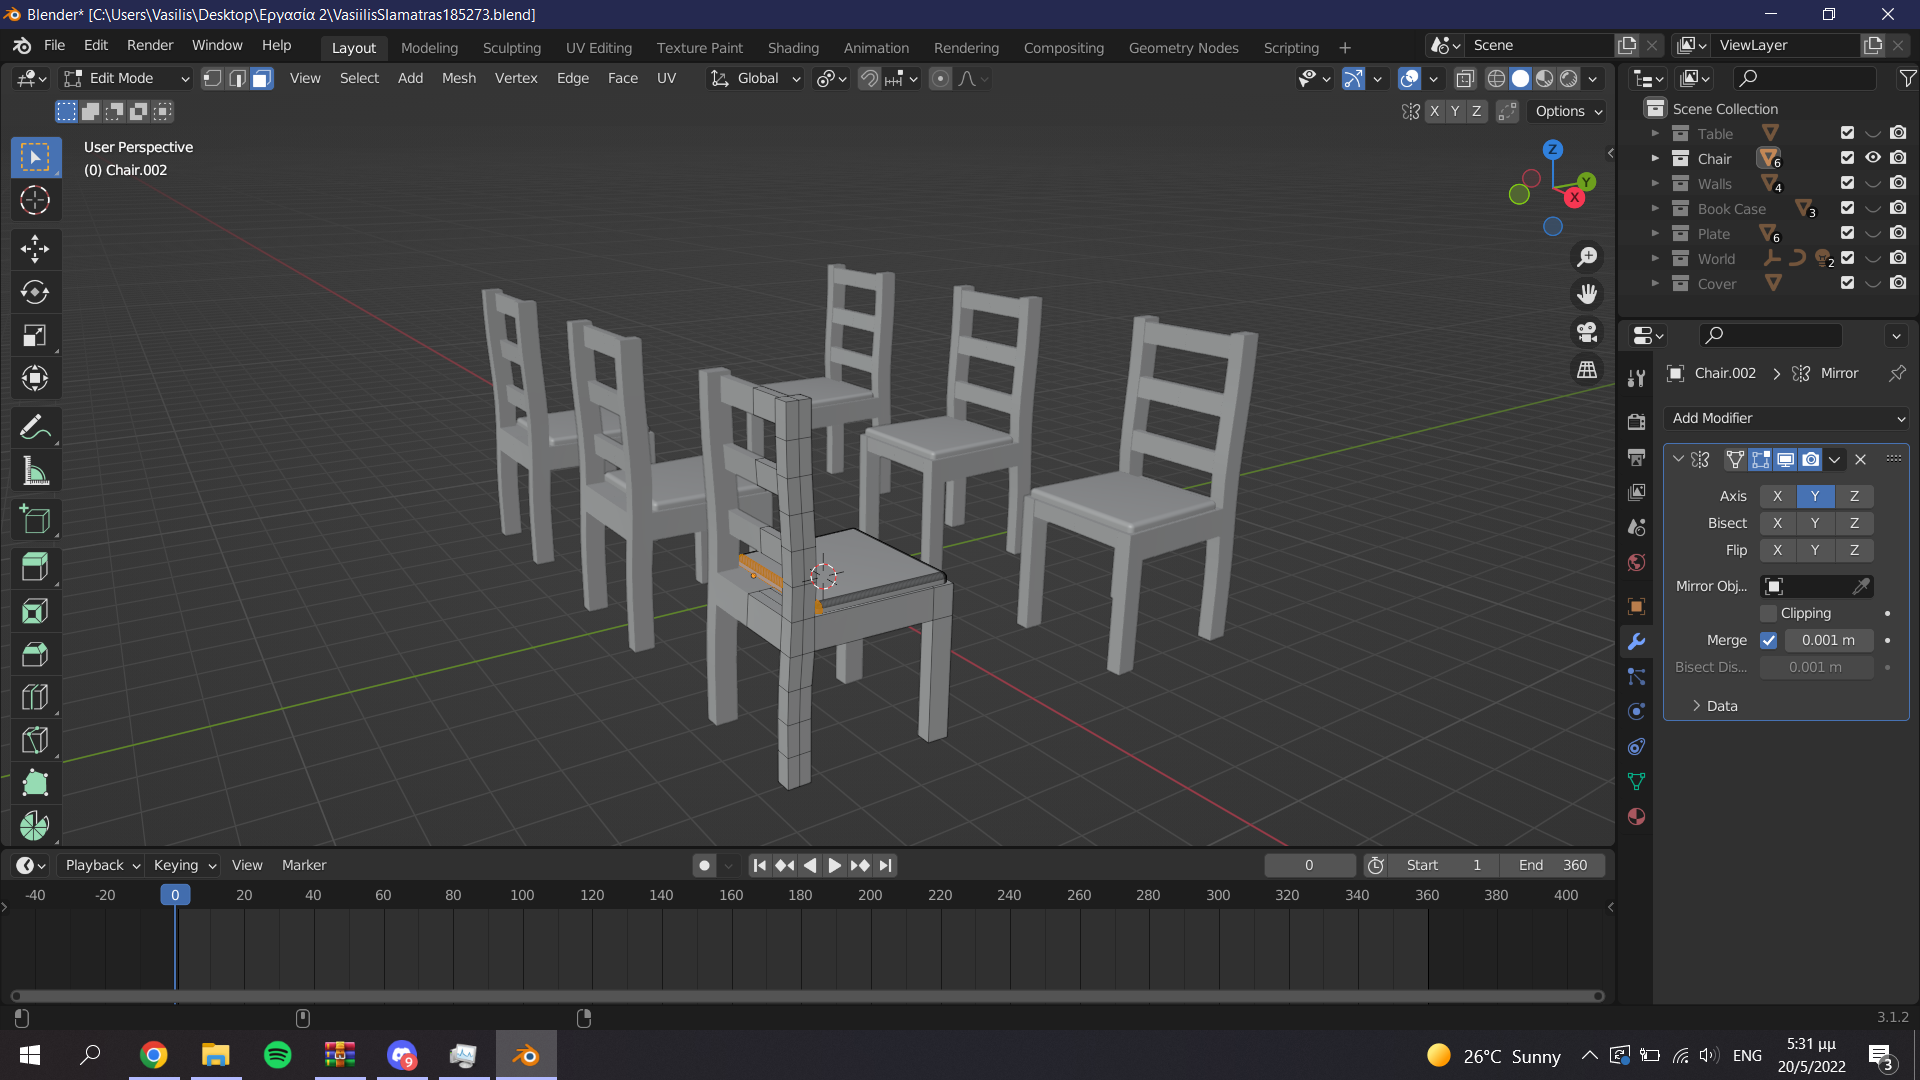 Blender* [C:\Users\Vasilis\Desktop\Εργασία 2\VasiilisSlamatras185273.blend]
File Edit Render Window Help Layout Modeling Sculpting UV Editing Texture Paint Shading Animation Rendering Compositing Geometry Nodes Scripting + Scene ViewLayer
Edit Mode View Select Add Mesh Vertex Edge Face UV Global
X Y Z Options
User Perspective
(0) Chair.002
Z
Y
X
Scene Collection
Table
Chair 6
Walls 4
Book Case 3
Plate 6
World 2
Cover
Chair.002 > Mirror
Add Modifier
Axis X Y Z
Bisect X Y Z
Flip X Y Z
Mirror Obj...
Clipping
Merge 0.001 m
Bisect Dis... 0.001 m
Data
Playback Keying View Marker 0 Start 1 End 360
-40 -20 0 20 40 60 80 100 120 140 160 180 200 220 240 260 280 300 320 340 360 380 400
3.1.2
9
26°C Sunny ENG
5:31 μμ
20/5/2022
3